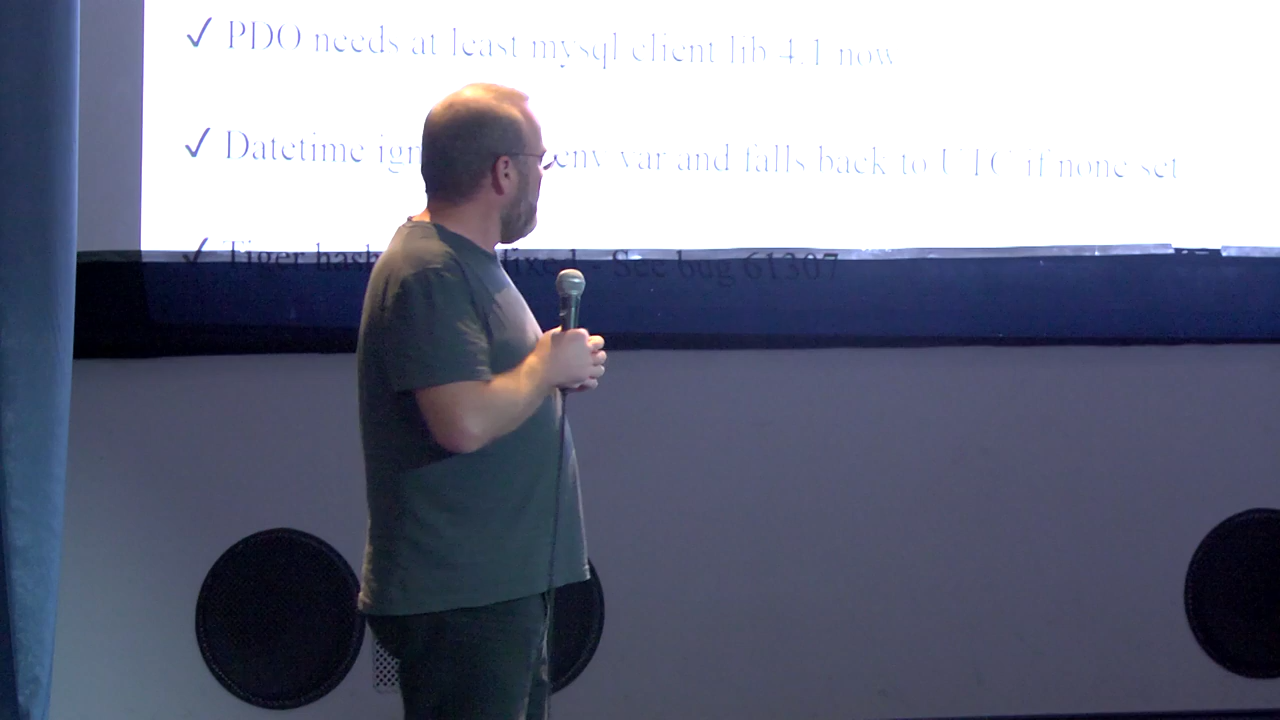 ✓ PDO needs at least mysql client lib 4.1 now
✓ Datetime env var and falls back to UTC if none set
✓ Tiger hash fixed - See bug 61307